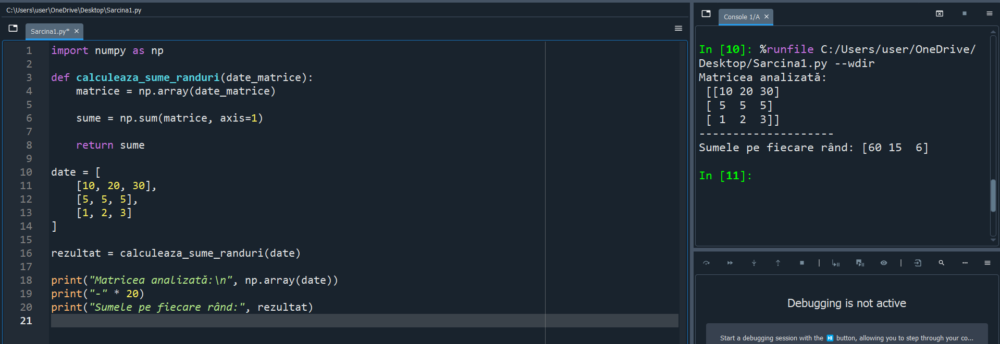 C:\Users\user\OneDrive\Desktop\Sarcina1.py
Sarcina1.py*
1 import numpy as np
2
3 def calculeaza_sume_randuri(date_matrice):
4     matrice = np.array(date_matrice)
5
6     sume = np.sum(matrice, axis=1)
7
8     return sume
9
10 date = [
11     [10, 20, 30],
12     [5, 5, 5],
13     [1, 2, 3]
14 ]
15
16 rezultat = calculeaza_sume_randuri(date)
17
18 print("Matricea analizată:\n", np.array(date))
19 print("-" * 20)
20 print("Sumele pe fiecare rând:", rezultat)
21
Console 1/A
In [10]: %runfile C:/Users/user/OneDrive/
Desktop/Sarcina1.py --wdir
Matricea analizată:
 [[10 20 30]
 [ 5  5  5]
 [ 1  2  3]]
--------------------
Sumele pe fiecare rând: [60 15  6]
In [11]:
Debugging is not active
Start a debugging session with the button, allowing you to step through your co...